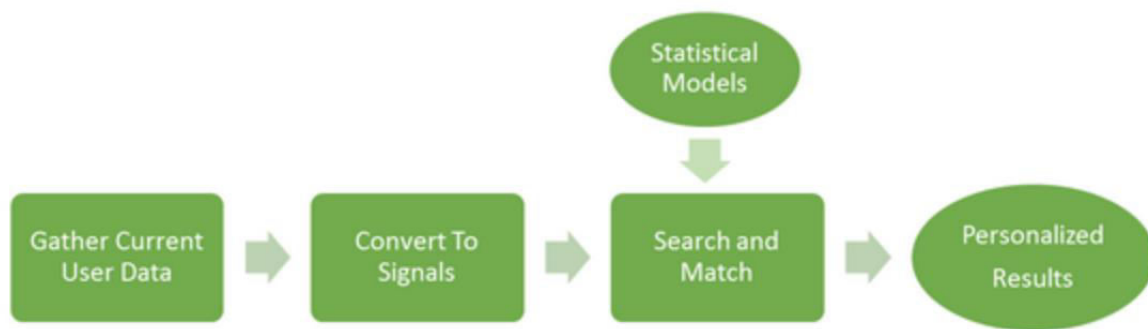 Statistical
Models
Gather Current
User Data
Convert To
Signals
Search and
Match
Personalized
Results